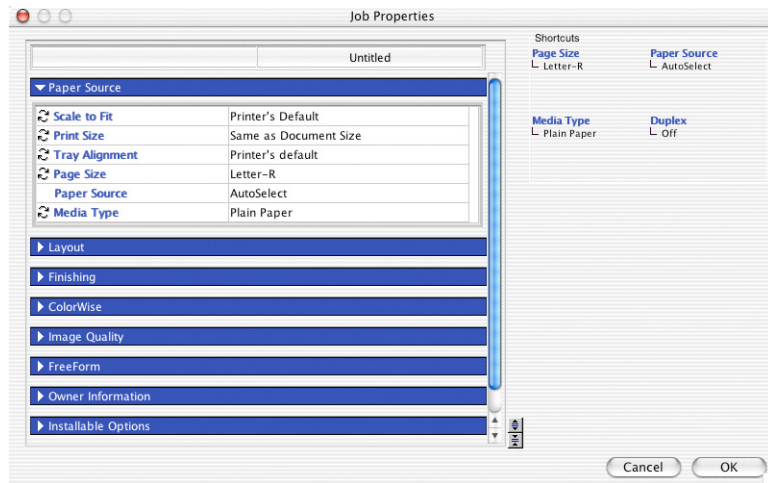 Job Properties
Untitled
Paper Source
Scale to Fit Printer's Default
Print Size Same as Document Size
Tray Alignment Printer's default
Page Size Letter-R
Paper Source AutoSelect
Media Type Plain Paper
Layout
Finishing
ColorWise
Image Quality
FreeForm
Owner Information
Installable Options
Shortcuts
Page Size Paper Source
Letter-R AutoSelect
Media Type Duplex
Plain Paper Off
Cancel OK